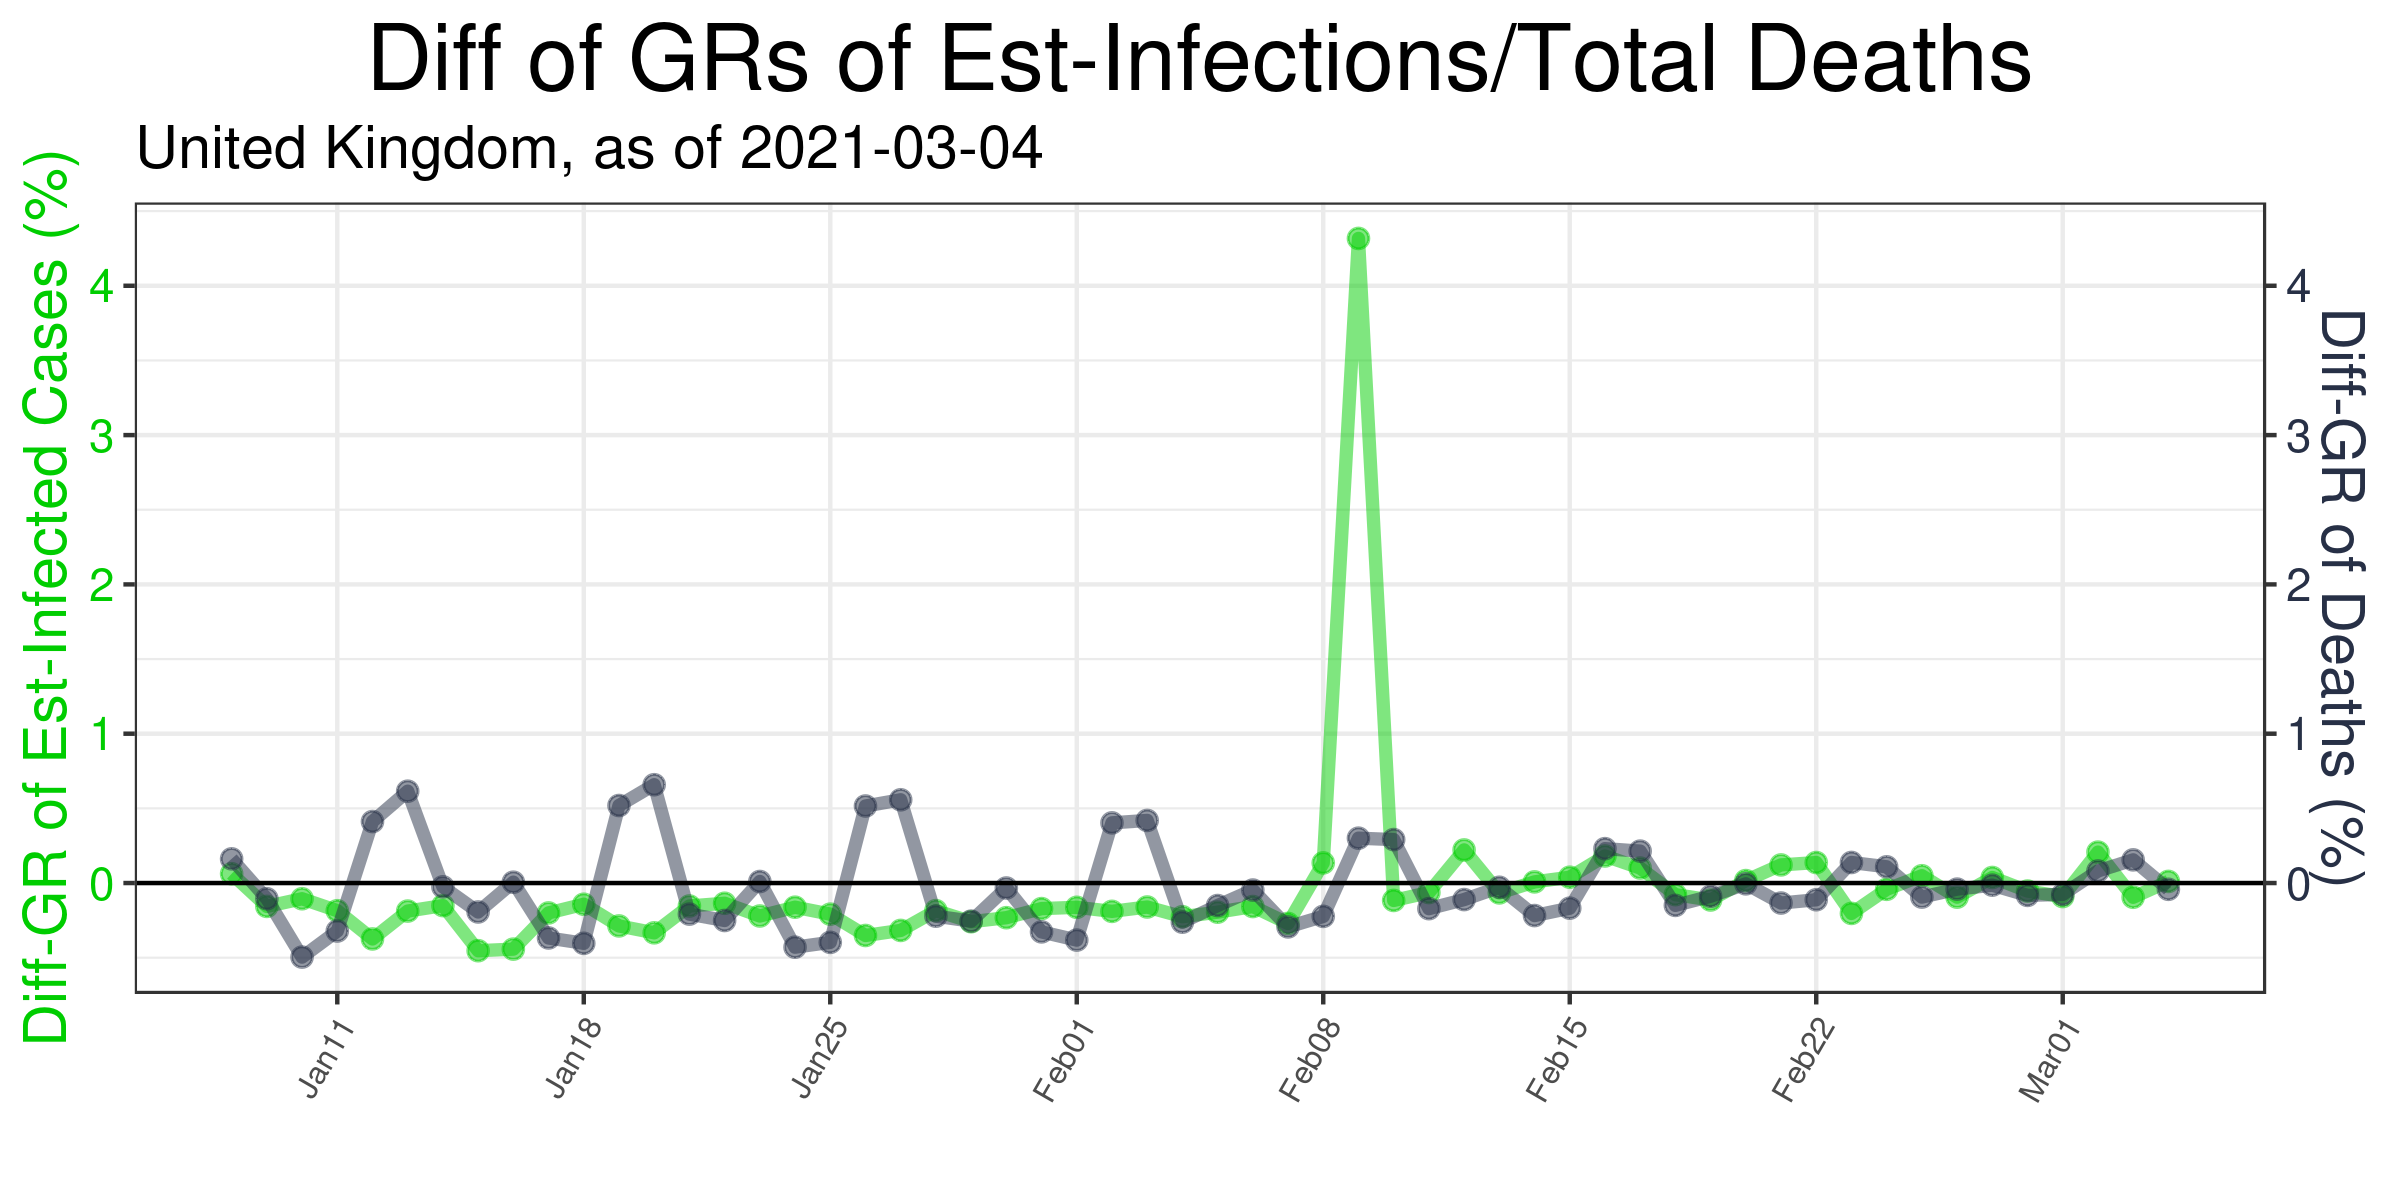 Diff of GRs of Est-Infections/Total Deaths
United Kingdom, as of 2021-03-04
Diff-GR of Est-Infected Cases (%)
4
3
2
1
0
4
3
2
1
0
Diff-GR of Deaths (%)
Jan11
Jan18
Jan25
Feb01
Feb08
Feb15
Feb22
Mar01